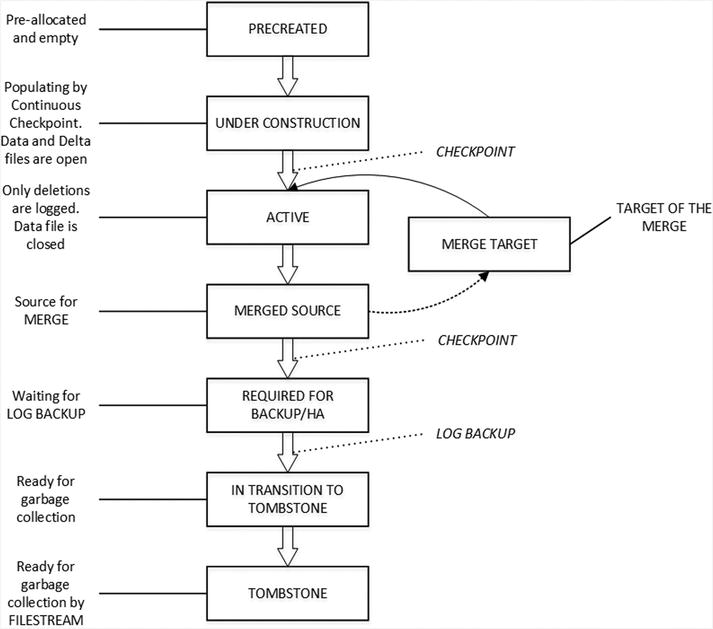 Pre-allocated
and empty
PRECREATED
Populating by
Continuous
Checkpoint.
Data and Delta
files are open
UNDER CONSTRUCTION
CHECKPOINT
Only deletions
are logged.
Data file is
closed
ACTIVE
MERGE TARGET
TARGET OF THE
MERGE
Source for
MERGE
MERGED SOURCE
CHECKPOINT
Waiting for
LOG BACKUP
REQUIRED FOR
BACKUP/HA
LOG BACKUP
Ready for
garbage
collection
IN TRANSITION TO
TOMBSTONE
Ready for
garbage
collection by
FILESTREAM
TOMBSTONE